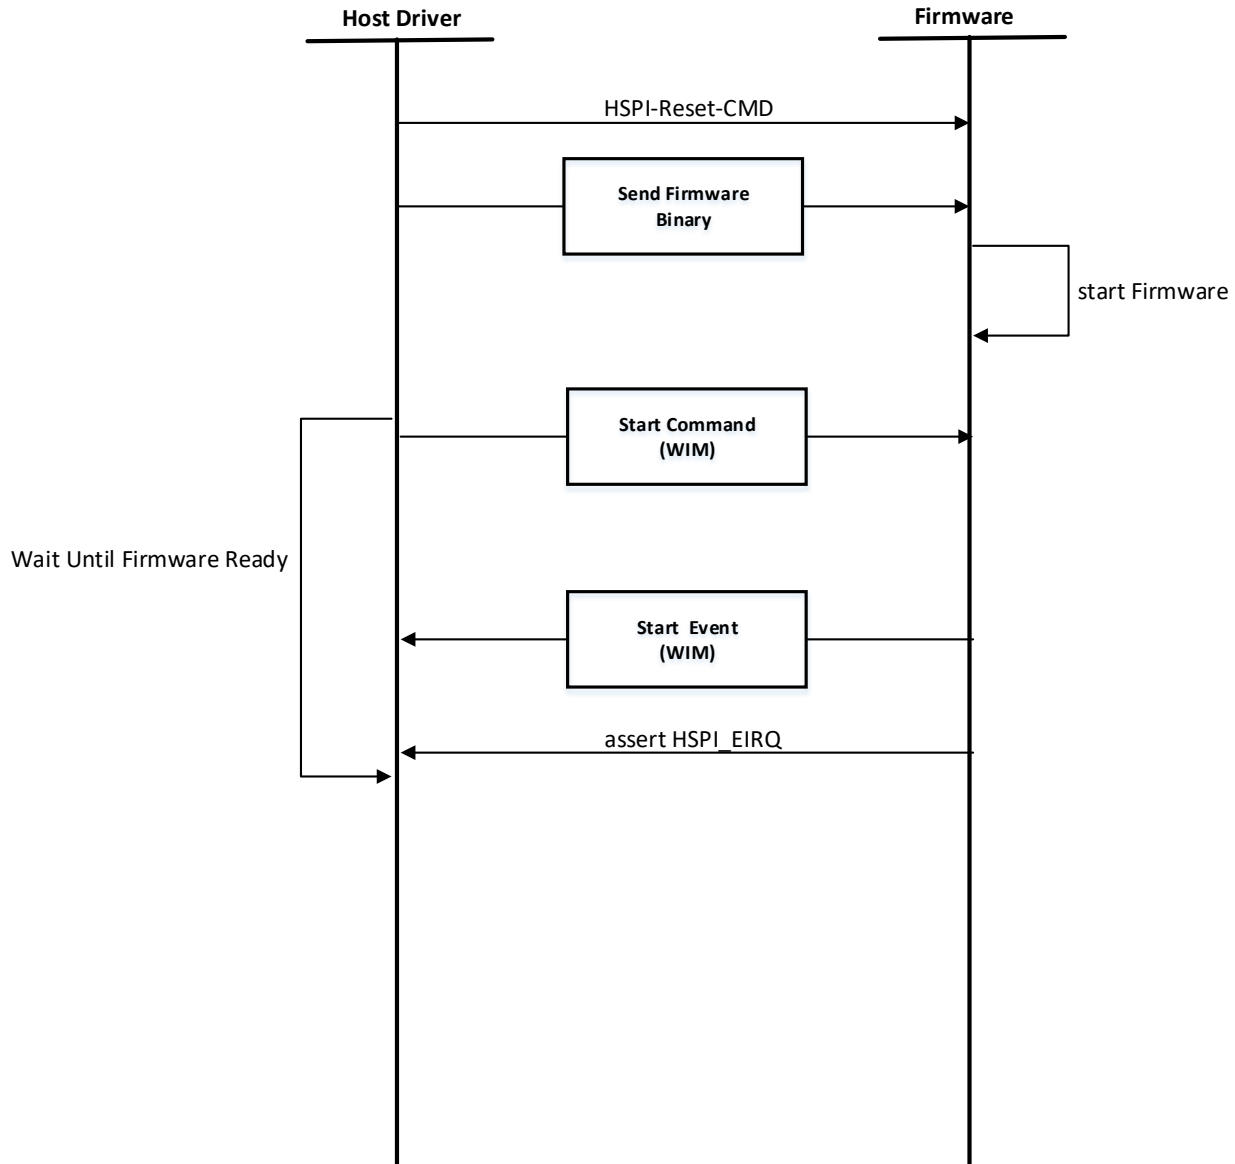 Host Driver
Firmware
HSPI-Reset-CMD
Send Firmware
Binary
start Firmware
Start Command
(WIM)
Wait Until Firmware Ready
Start  Event
(WIM)
assert HSPI_EIRQ